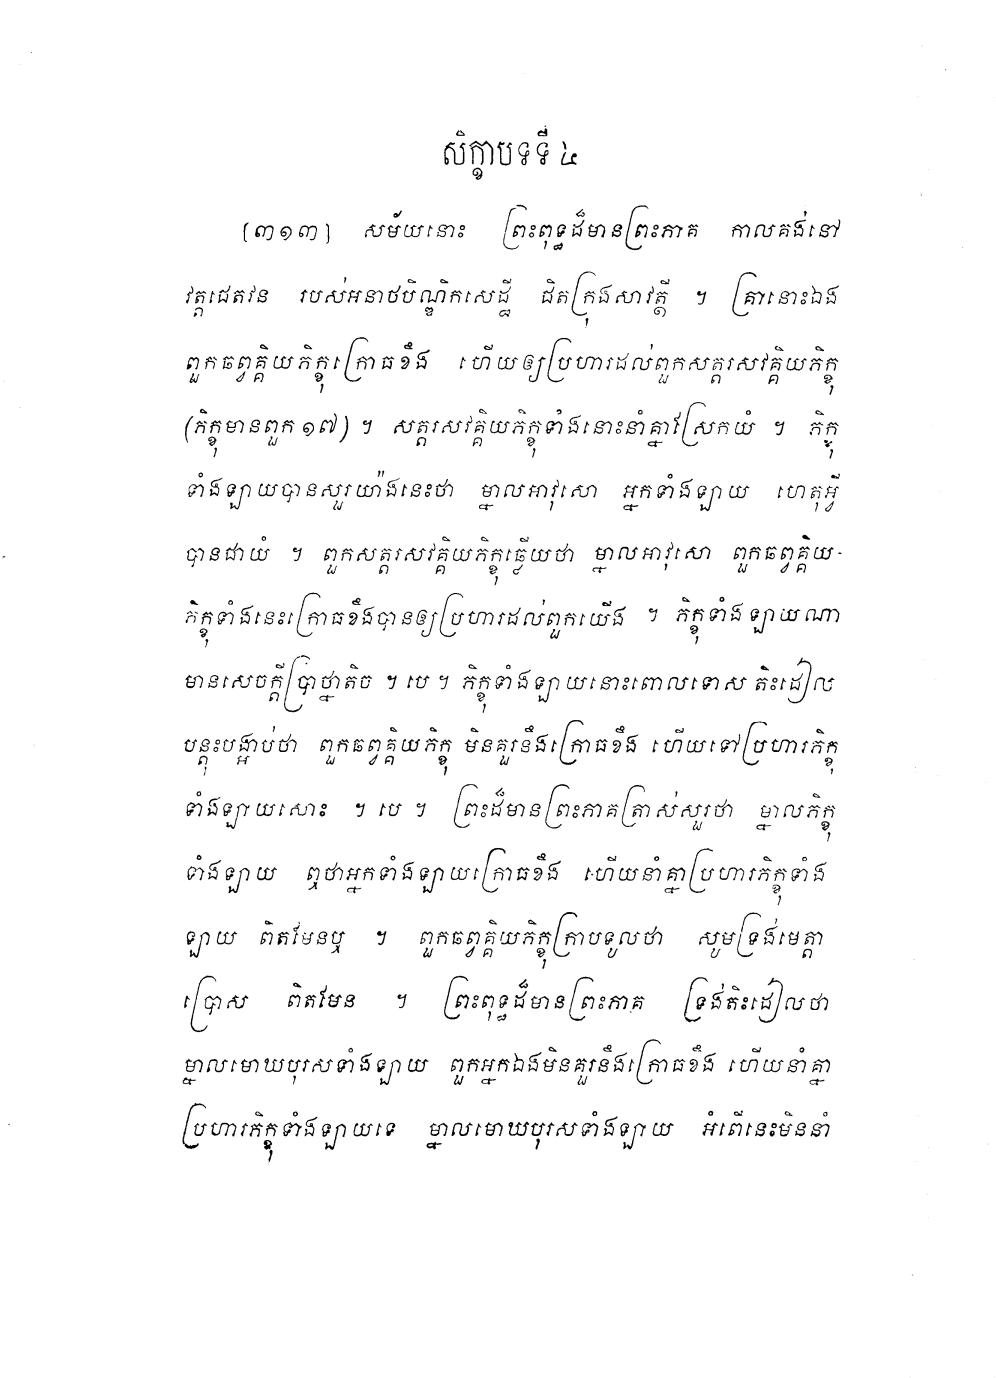 សិក្ខាបទទី ៤
[៣១៣] សម័យនោះ ព្រះពុទ្ធដ៏មានព្រះភាគ កាលគង់នៅ
វត្តជេតវន របស់អនាថបិណ្ឌិកសេដ្ឋី ជិតក្រុងសាវត្ថី ។ គ្រានោះឯង
ពួកឆព្វគ្គិយភិក្ខុក្រោធខឹង ហើយឲ្យប្រហារដល់ពួកសត្តរសវគ្គិយភិក្ខុ
(ភិក្ខុមានពួក ១៧) ។ សត្តរសវគ្គិយភិក្ខុទាំងនោះនាំគ្នាស្រែកយំ ។ ភិក្ខុ
ទាំងឡាយបានសួរយ៉ាងនេះថា ម្នាលអាវុសោ អ្នកទាំងឡាយ ហេតុអ្វី
បានជាយំ ។ ពួកសត្តរសវគ្គិយភិក្ខុឆ្លើយថា ម្នាលអាវុសោ ពួកឆព្វគ្គិយ-
ភិក្ខុទាំងនេះក្រោធខឹងបានឲ្យប្រហារដល់ពួកយើង ។ ភិក្ខុទាំងឡាយណា
មានសេចក្តីប្រាថ្នាតិច ។ បេ ។ ភិក្ខុទាំងឡាយនោះពោលទោស តិះដៀល
បន្តុះបង្អាប់ថា ពួកឆព្វគ្គិយភិក្ខុ មិនគួរនឹងក្រោធខឹង ហើយទៅប្រហារភិក្ខុ
ទាំងឡាយសោះ ។ បេ ។ ព្រះដ៏មានព្រះភាគត្រាស់សួរថា ម្នាលភិក្ខុ
ទាំងឡាយ ឮថាអ្នកទាំងឡាយក្រោធខឹង ហើយនាំគ្នាប្រហារភិក្ខុទាំង
ឡាយ ពិតមែនឬ ។ ពួកឆព្វគ្គិយភិក្ខុក្រាបទូលថា សូមទ្រង់មេត្តា
ប្រោស ពិតមែន ។ ព្រះពុទ្ធដ៏មានព្រះភាគ ទ្រង់តិះដៀលថា
ម្នាលមោឃបុរសទាំងឡាយ ពួកអ្នកឯងមិនគួរនឹងក្រោធខឹង ហើយនាំគ្នា
ប្រហារភិក្ខុទាំងឡាយទេ ម្នាលមោឃបុរសទាំងឡាយ អំពើនេះមិននាំ